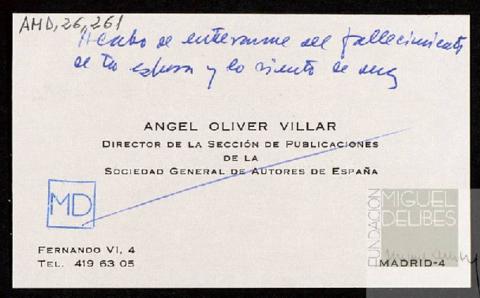 AMD, 26, 261
Acabo de enterarme del fallecimiento
de tu esposa y lo siento de
ANGEL OLIVER VILLAR
DIRECTOR DE LA SECCIÓN DE PUBLICACIONES
DE LA
SOCIEDAD GENERAL DE AUTORES DE ESPAÑA
MD
FERNANDO VI, 4
TEL. 419 63 05
MADRID-4
FUNDACIÓN
MIGUEL
DELIBES